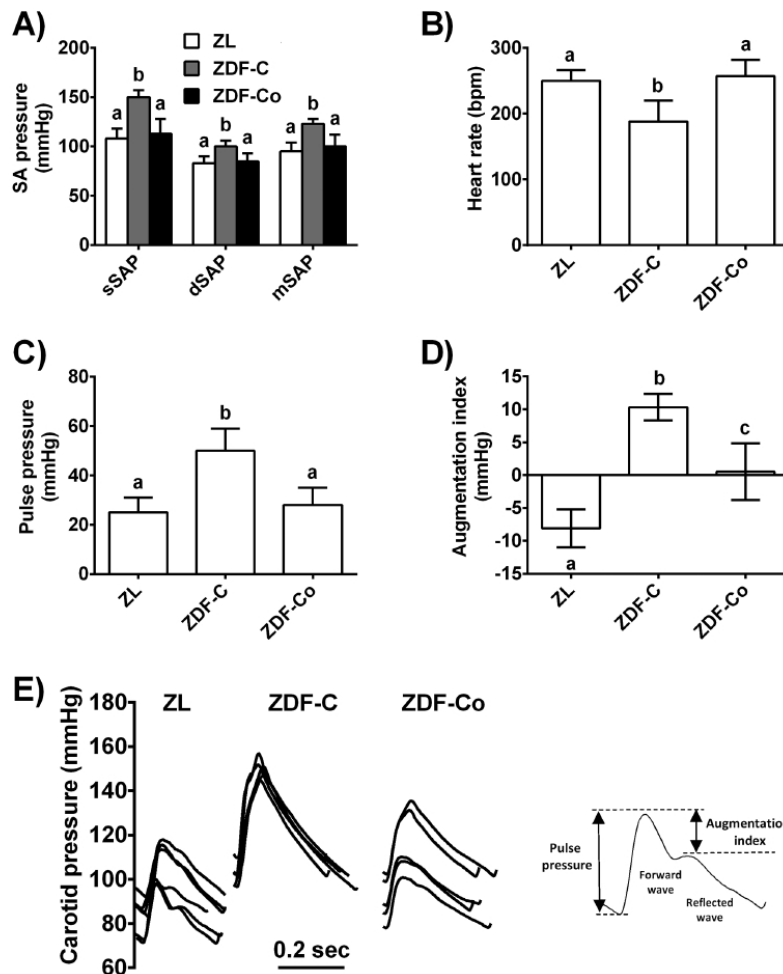 A)
200
150
100
50
0
SA pressure
(mmHg)
ZL
ZDF-C
ZDF-Co
a
b
a
a
b
a
a
b
a
sSAP
dSAP
mSAP
B)
300
250
200
150
0
Heart rate (bpm)
a
b
a
ZL
ZDF-C
ZDF-Co
C)
80
60
40
20
0
Pulse pressure
(mmHg)
a
b
a
ZL
ZDF-C
ZDF-Co
D)
15
10
5
0
-5
-10
-15
Augmentation index
(mmHg)
a
b
c
ZL
ZDF-C
ZDF-Co
E)
180
160
140
120
100
80
60
Carotid pressure (mmHg)
ZL
ZDF-C
ZDF-Co
0.2 sec
Pulse
pressure
Augmentatio
index
Forward
wave
Reflected
wave